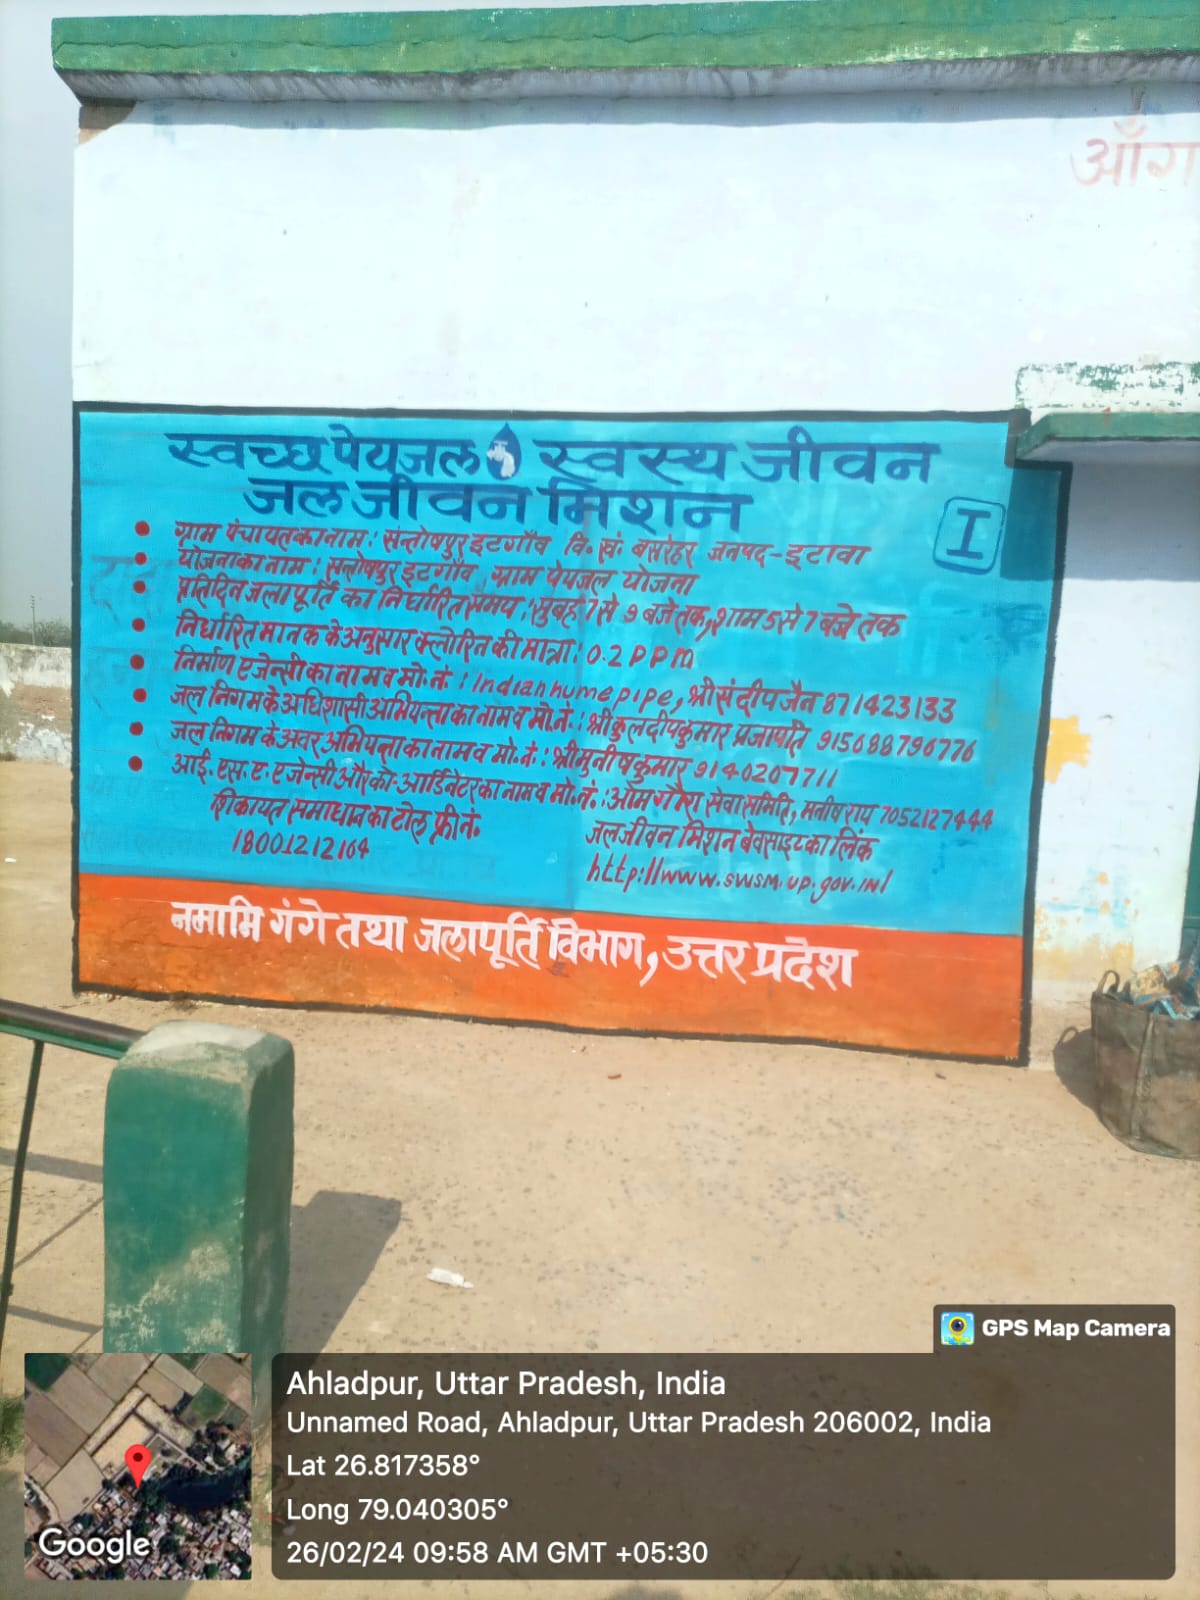 आँग
स्वच्छ पेयजल स्वस्थ जीवन
जल जीवन मिशन
I
ग्राम पंचायत का नाम: सन्तोषपुर इटगाँव वि. खं. बसरेहर जनपद-इटावा
योजना का नाम: सन्तोषपुर इटगाँव ग्राम पेयजल योजना
प्रतिदिन जलापूर्ति का निर्धारित समय: सुबह 7 से 9 बजे तक, शाम 5 से 7 बजे तक
निर्धारित मानक के अनुसार क्लोरिन की मात्रा: 0.2 PPm
निर्माण एजेन्सी का नाम व मो. नं.: Indian hume pipe, श्री संदीप जैन 871423133
जल निगम के अधिशासी अभियन्ता का नाम व मो. नं.: श्री कुलदीप कुमार प्रजापति 915688796776
जल निगम के अवर अभियन्ता का नाम व मो. नं.: श्री मुनीष कुमार 9140207711
आई. एस. ए. एजेन्सी और को-आर्डिनेटर का नाम व मो. नं.: ओम गौरा सेवा समिति, मनीष राय 7052127444
शिकायत समाधान का टोल फ्री नं.
18001212164
जल जीवन मिशन बेवसाइट का लिंक
http://www.swsm.up.gov.in/
नमामि गंगे तथा जलापूर्ति विभाग, उत्तर प्रदेश
GPS Map Camera
Ahladpur, Uttar Pradesh, India
Unnamed Road, Ahladpur, Uttar Pradesh 206002, India
Lat 26.817358°
Long 79.040305°
26/02/24 09:58 AM GMT +05:30
Google